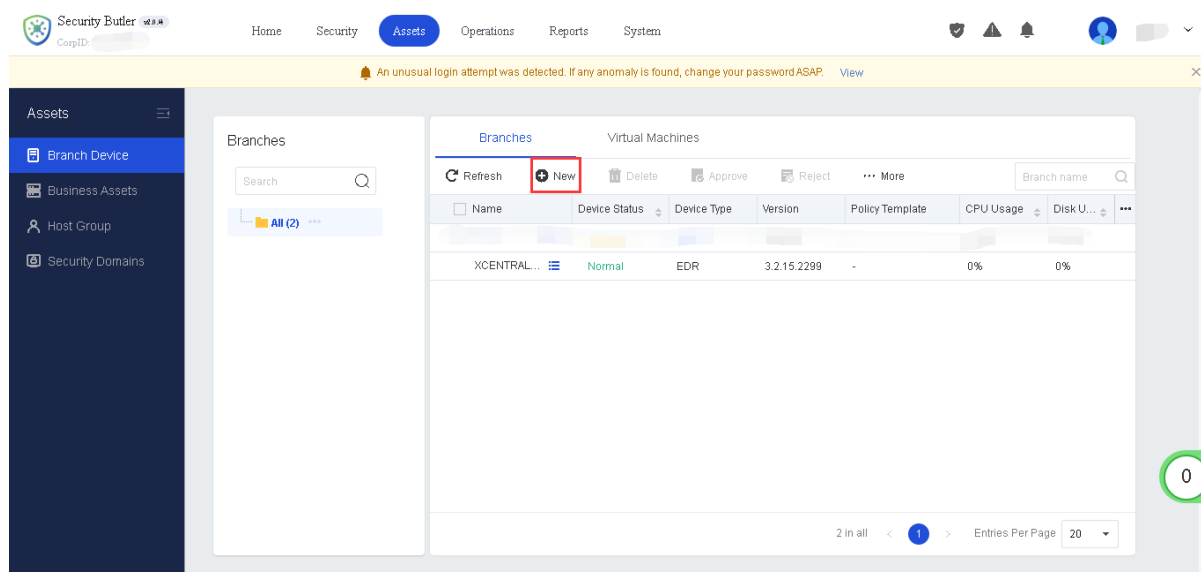 Security Butler
CorpID:
Home Security Assets Operations Reports System
An unusual login attempt was detected. If any anomaly is found, change your password ASAP. View
Assets
Branch Device
Business Assets
Host Group
Security Domains
Branches
Search
All (2)
Branches Virtual Machines
Refresh New Delete Approve Reject More Branch name
Name Device Status Device Type Version Policy Template CPU Usage Disk U...
XCENTRAL... Normal EDR 3.2.15.2299 - 0% 0%
0
2 in all < 1 > Entries Per Page 20